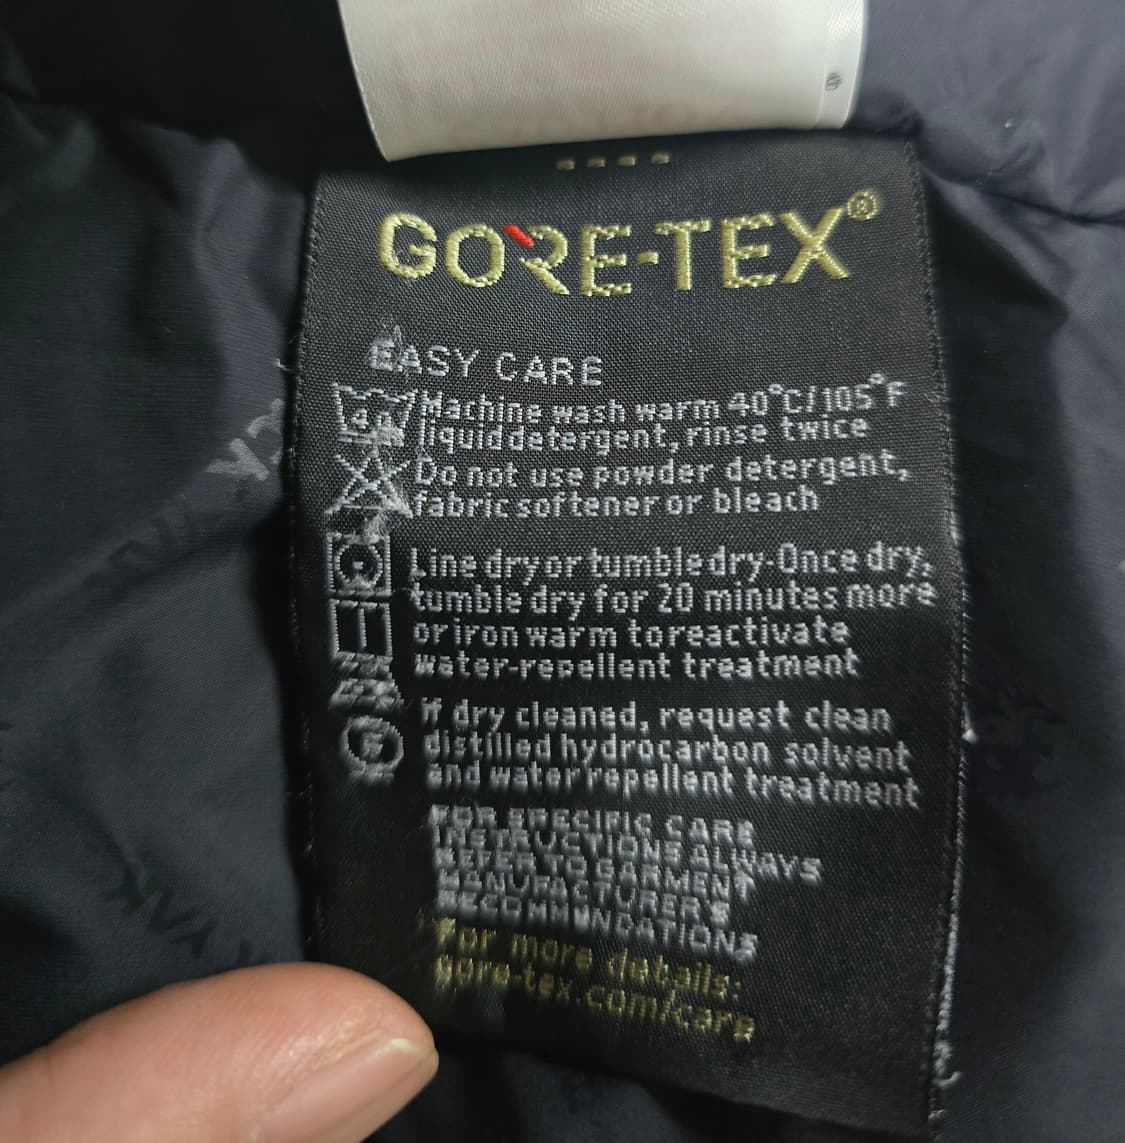 GORE-TEX®
EASY CARE
40
Machine wash warm 40°C/105°F
liquid detergent, rinse twice
Do not use powder detergent,
fabric softener or bleach
Line dry or tumble dry-Once dry,
tumble dry for 20 minutes more
or iron warm to reactivate
water-repellent treatment
If dry cleaned, request clean
distilled hydrocarbon solvent
and water repellent treatment
FOR SPECIFIC CARE
INSTRUCTIONS ALWAYS
REFER TO GARMENT
MANUFACTURER'S
RECOMMNDATIONS
For more details:
gore-tex.com/care
YAK